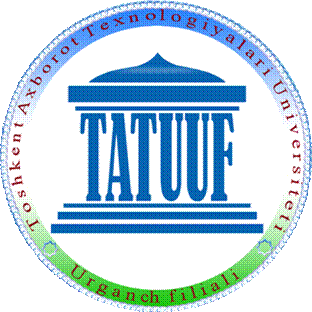 Toshkent Axborot Texnologiyalari Universiteti
TATUUF
Urganch filiali